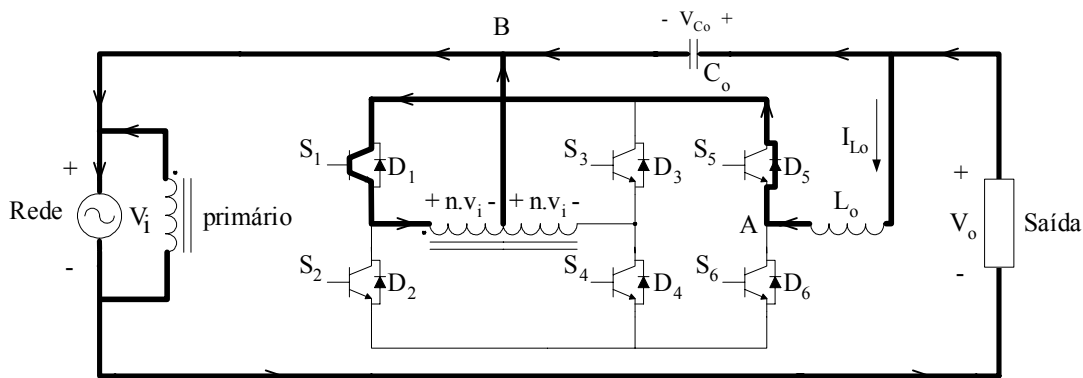 B
- V_Co +
C_o
S_1
D_1
S_3
D_3
S_5
D_5
I_Lo
+
Rede
V_i
-
primário
+ n.v_i - + n.v_i -
A
L_o
+
V_o
-
Saída
S_2
D_2
S_4
D_4
S_6
D_6